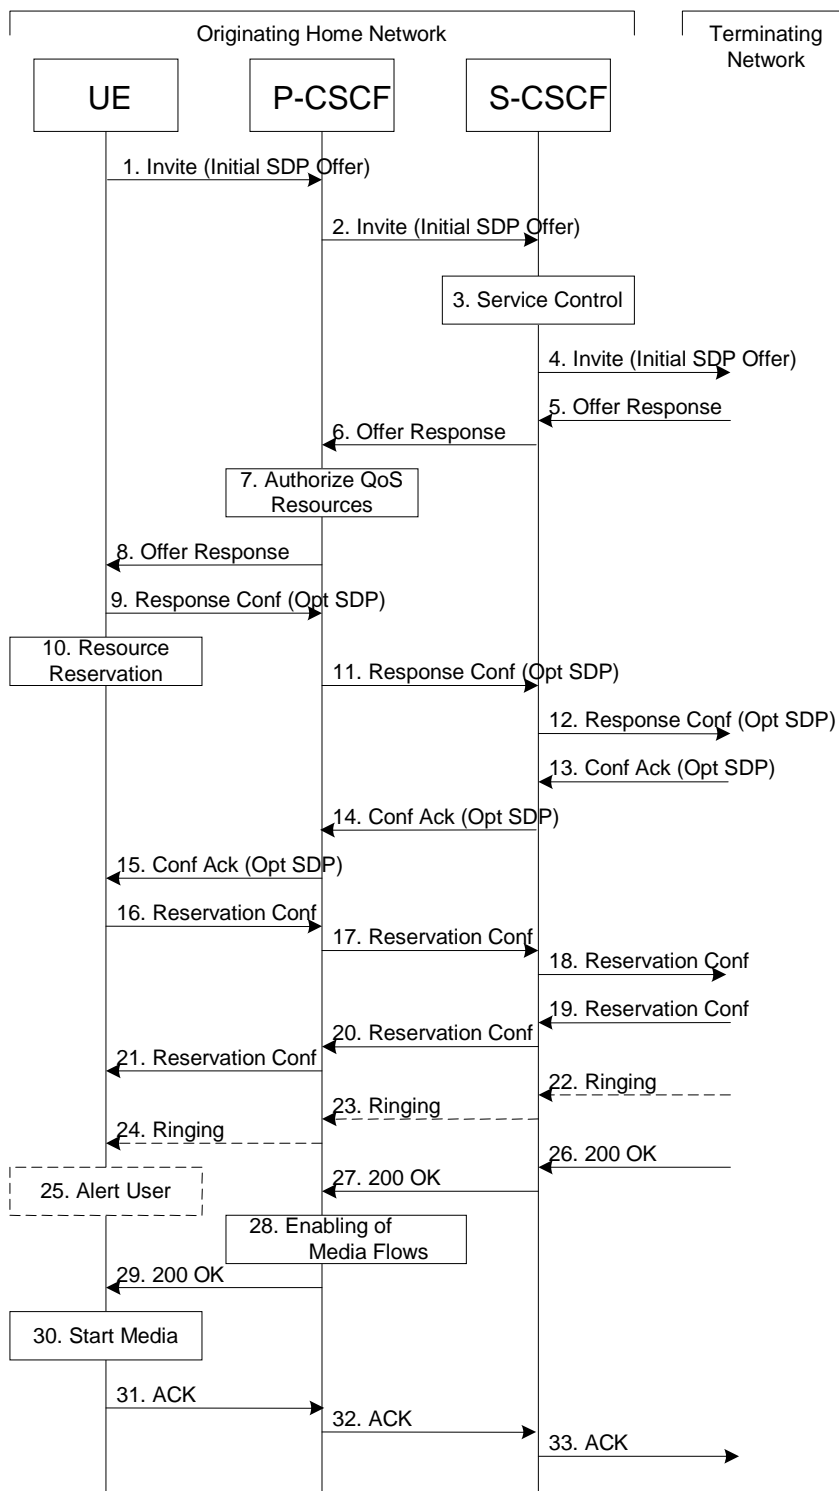 Originating Home Network
Terminating
Network
UE
P-CSCF
S-CSCF
1. Invite (Initial SDP Offer)
2. Invite (Initial SDP Offer)
3. Service Control
4. Invite (Initial SDP Offer)
5. Offer Response
6. Offer Response
7. Authorize QoS
Resources
8. Offer Response
9. Response Conf (Opt SDP)
10. Resource
Reservation
11. Response Conf (Opt SDP)
12. Response Conf (Opt SDP)
13. Conf Ack (Opt SDP)
14. Conf Ack (Opt SDP)
15. Conf Ack (Opt SDP)
16. Reservation Conf
17. Reservation Conf
18. Reservation Conf
19. Reservation Conf
20. Reservation Conf
21. Reservation Conf
22. Ringing
23. Ringing
24. Ringing
25. Alert User
26. 200 OK
27. 200 OK
28. Enabling of
Media Flows
29. 200 OK
30. Start Media
31. ACK
32. ACK
33. ACK